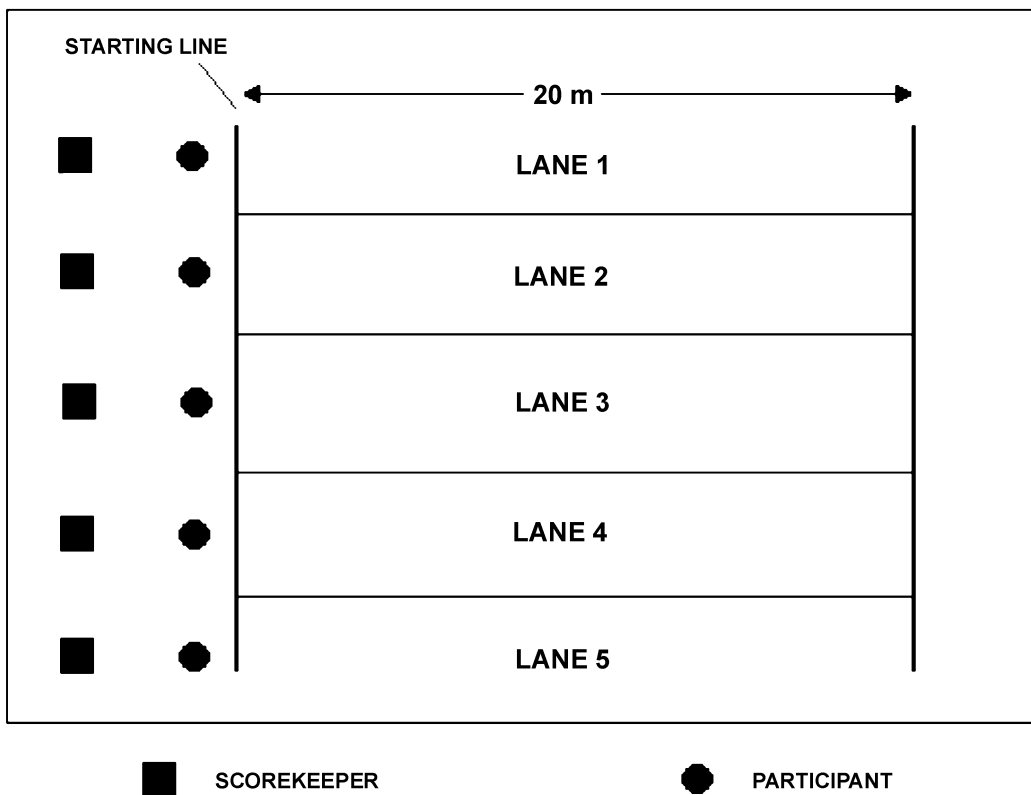 STARTING LINE
20 m
LANE 1
LANE 2
LANE 3
LANE 4
LANE 5
SCOREKEEPER
PARTICIPANT